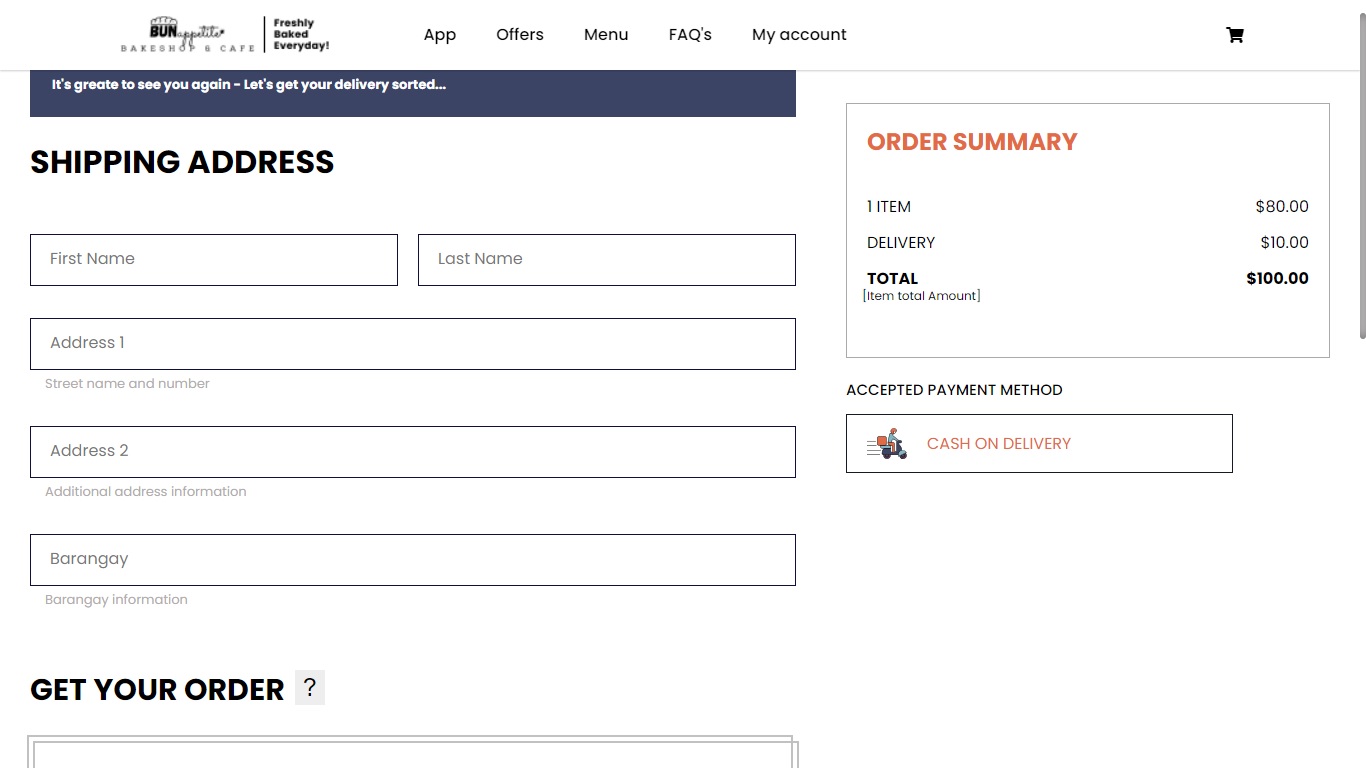 BUNappetite
BAKESHOP & CAFE
Freshly
Baked
Everyday!
App
Offers
Menu
FAQ's
My account
It's greate to see you again - Let's get your delivery sorted...
SHIPPING ADDRESS
First Name
Last Name
Address 1
Street name and number
Address 2
Additional address information
Barangay
Barangay information
GET YOUR ORDER ?
ORDER SUMMARY
1 ITEM $80.00
DELIVERY $10.00
TOTAL $100.00
[Item total Amount]
ACCEPTED PAYMENT METHOD
CASH ON DELIVERY